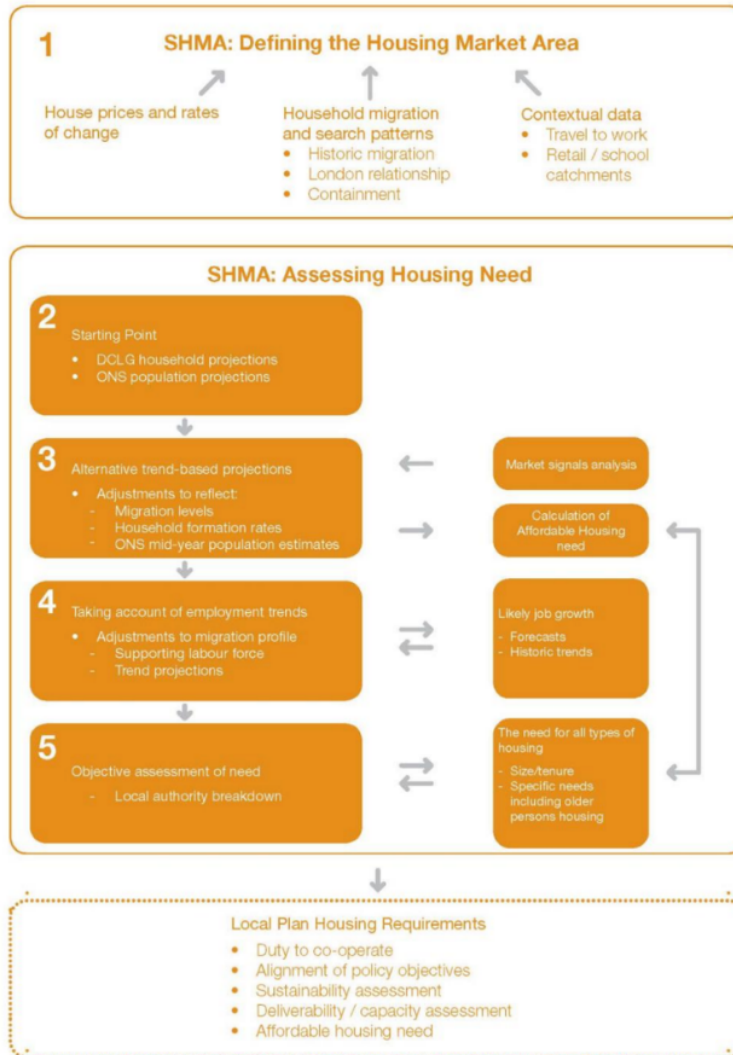 1
SHMA: Defining the Housing Market Area
House prices and rates
of change
Household migration
and search patterns
• Historic migration
• London relationship
• Containment
Contextual data
• Travel to work
• Retail / school
catchments
SHMA: Assessing Housing Need
2
Starting Point
• DCLG household projections
• ONS population projections
3
Alternative trend-based projections
• Adjustments to reflect:
- Migration levels
- Household formation rates
- ONS mid-year population estimates
Market signals analysis
Calculation of
Affordable Housing
need
4
Taking account of employment trends
• Adjustments to migration profile
- Supporting labour force
- Trend projections
Likely job growth
- Forecasts
- Historic trends
5
Objective assessment of need
- Local authority breakdown
The need for all types of
housing
- Size/tenure
- Specific needs
including older
persons housing
Local Plan Housing Requirements
• Duty to co-operate
• Alignment of policy objectives
• Sustainability assessment
• Deliverability / capacity assessment
• Affordable housing need